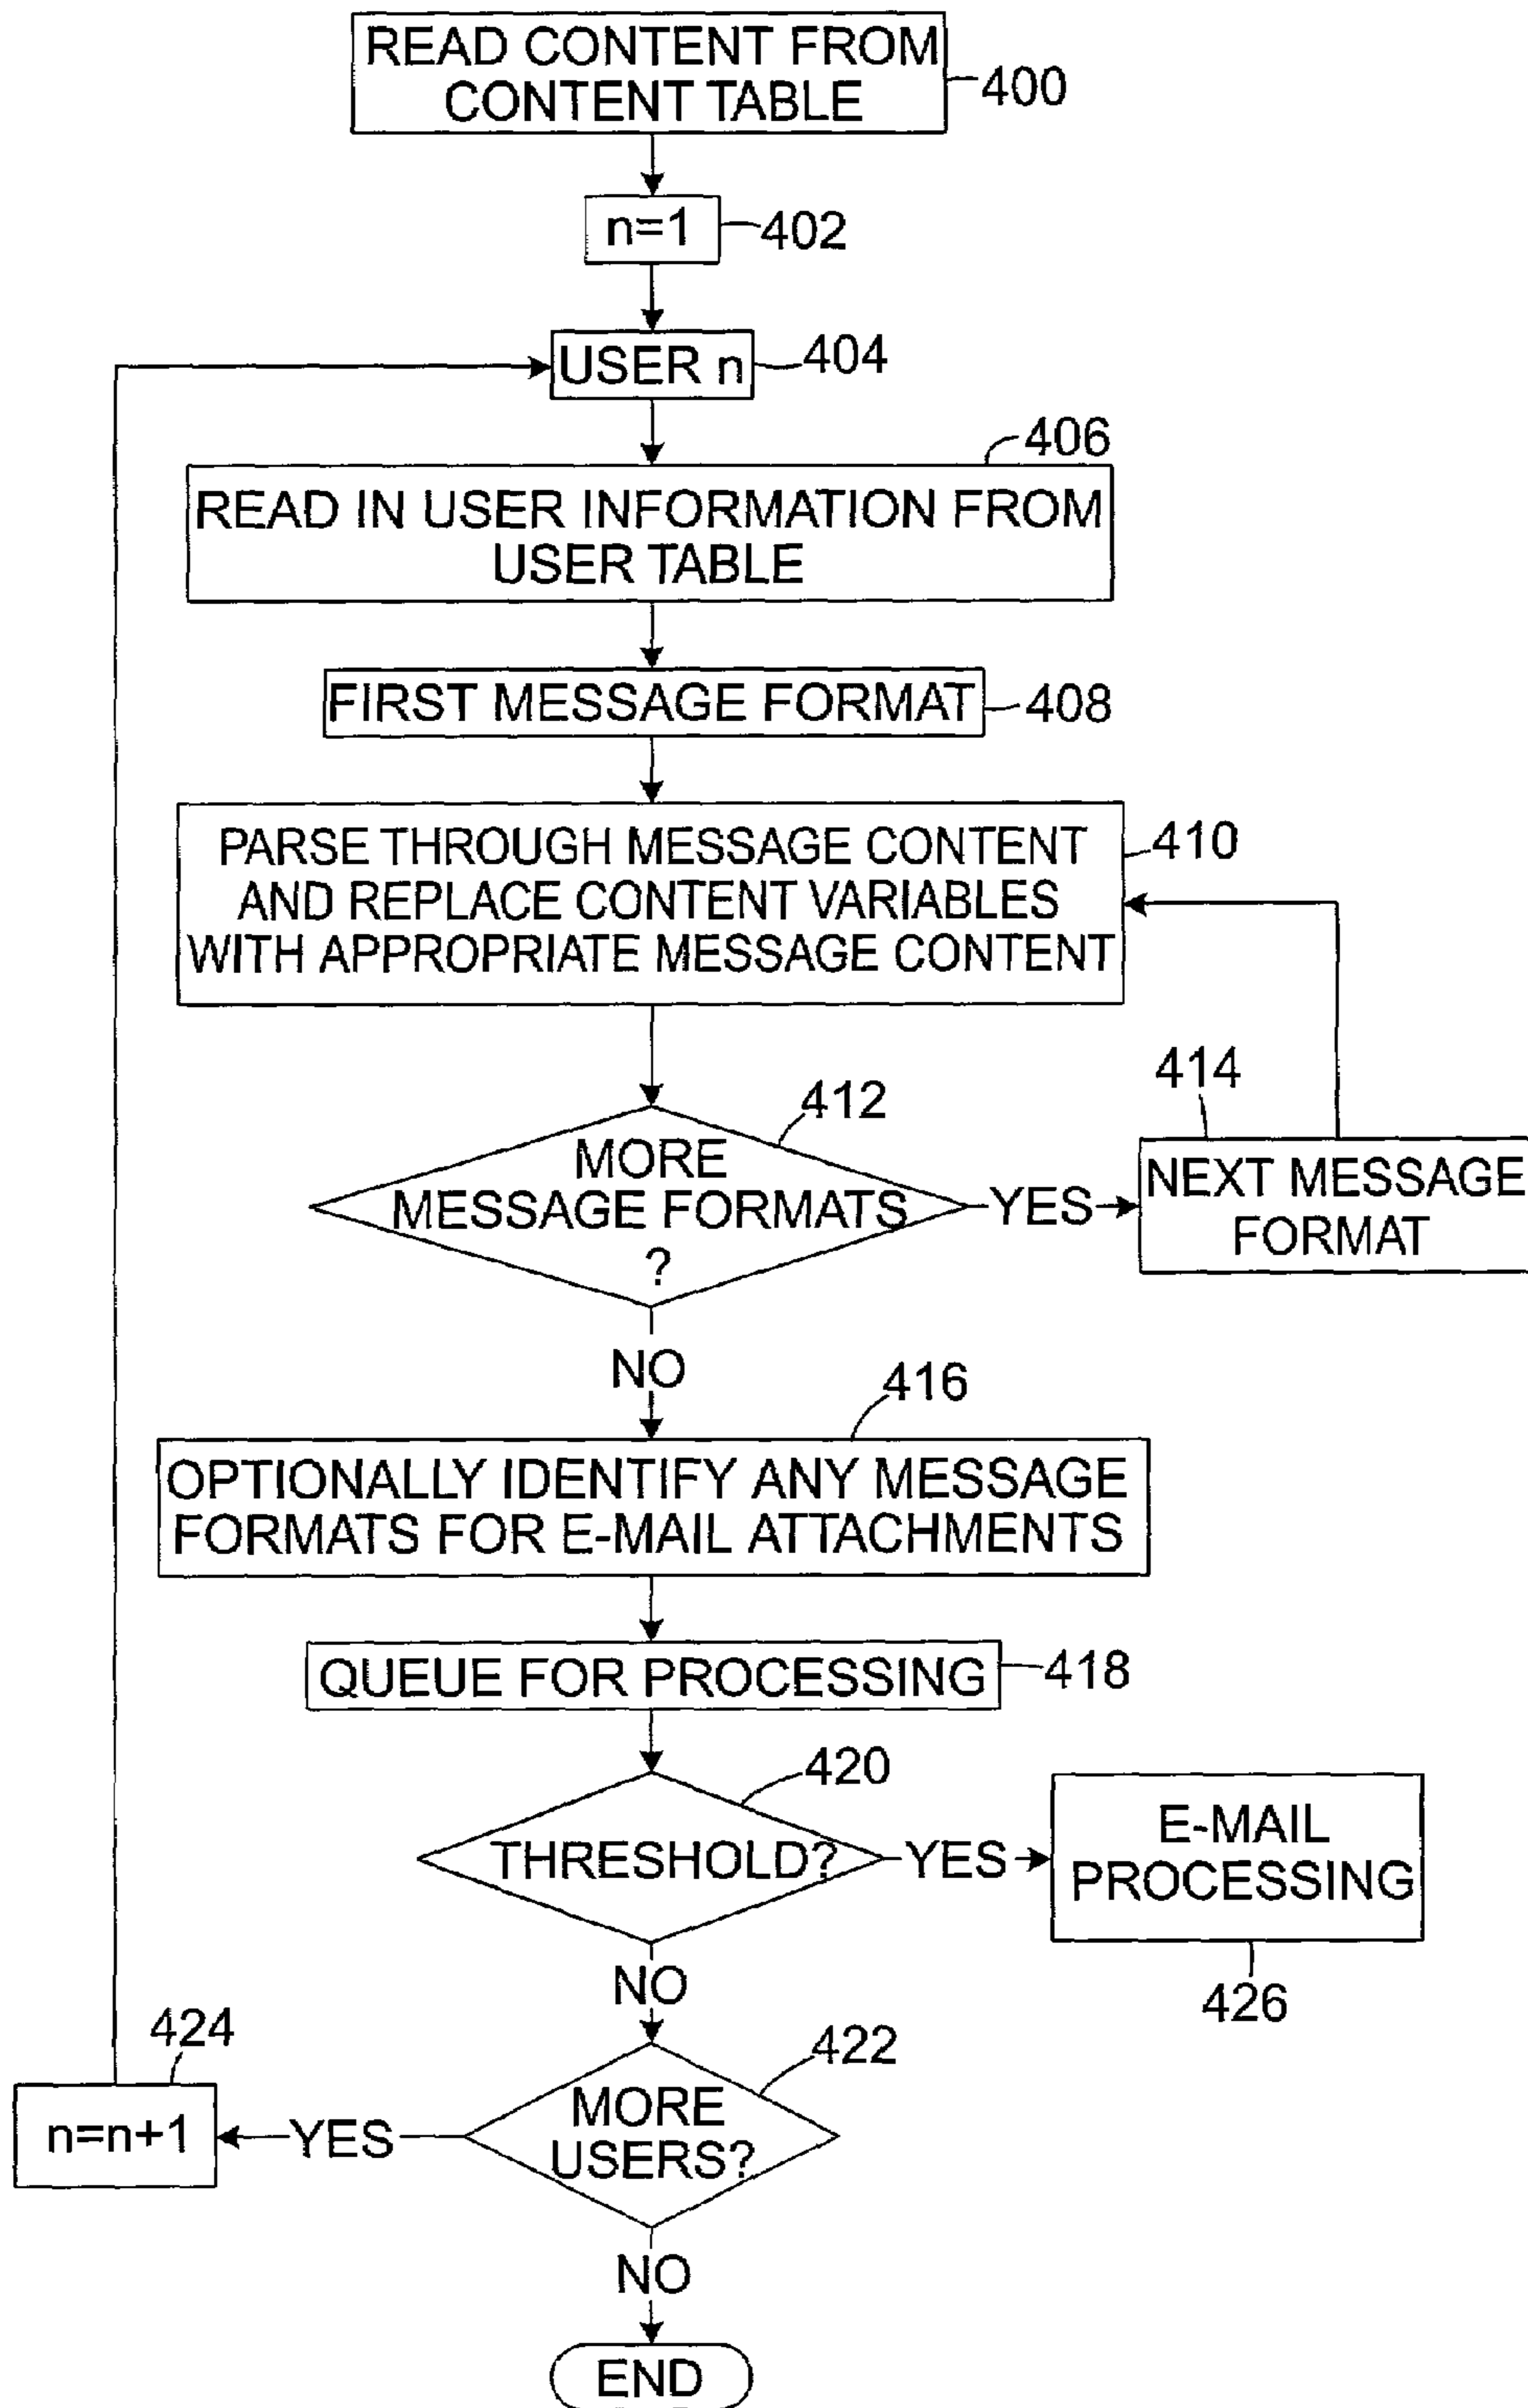 READ CONTENT FROM
CONTENT TABLE
400
n=1
402
USER n
404
406
READ IN USER INFORMATION FROM
USER TABLE
FIRST MESSAGE FORMAT
408
PARSE THROUGH MESSAGE CONTENT
AND REPLACE CONTENT VARIABLES
WITH APPROPRIATE MESSAGE CONTENT
410
412
MORE
MESSAGE FORMATS
?
YES
414
NEXT MESSAGE
FORMAT
NO
416
OPTIONALLY IDENTIFY ANY MESSAGE
FORMATS FOR E-MAIL ATTACHMENTS
QUEUE FOR PROCESSING
418
420
THRESHOLD?
YES
E-MAIL
PROCESSING
426
NO
422
MORE
USERS?
YES
424
n=n+1
NO
END